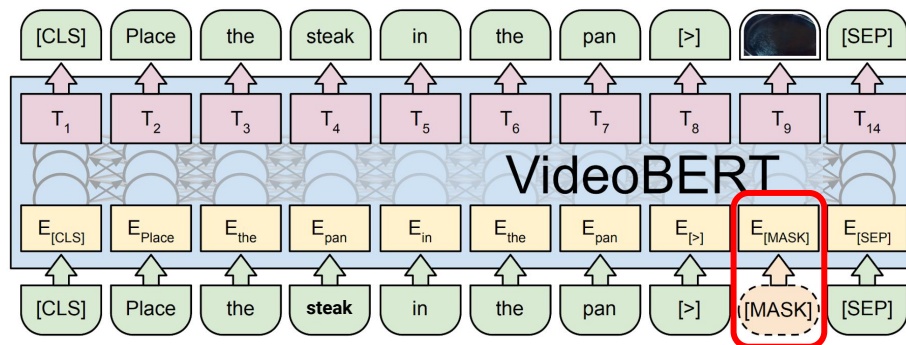 [CLS] Place the steak in the pan [>] [SEP]
T1 T2 T3 T4 T5 T6 T7 T8 T9 T14
VideoBERT
E[CLS] EPlace Ethe Epan Ein Ethe Epan E[>] E[MASK] E[SEP]
[CLS] Place the steak in the pan [>] [MASK] [SEP]